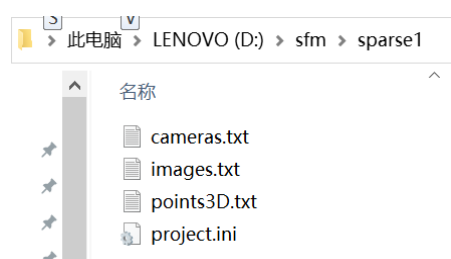 S V
此电脑 > LENOVO (D:) > sfm > sparse1
名称
cameras.txt
images.txt
points3D.txt
project.ini